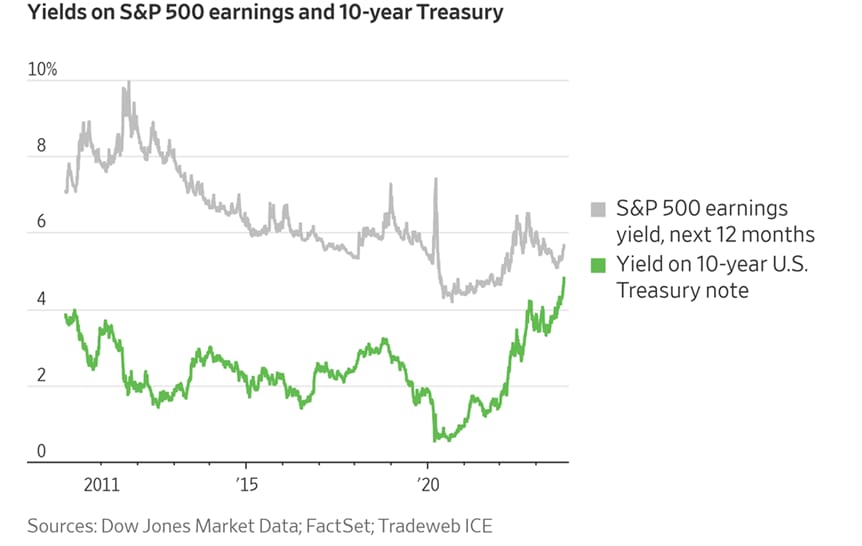 Yields on S&P 500 earnings and 10-year Treasury
10%
8
6
4
2
0
2011 '15 '20
S&P 500 earnings
yield, next 12 months
Yield on 10-year U.S.
Treasury note
Sources: Dow Jones Market Data; FactSet; Tradeweb ICE